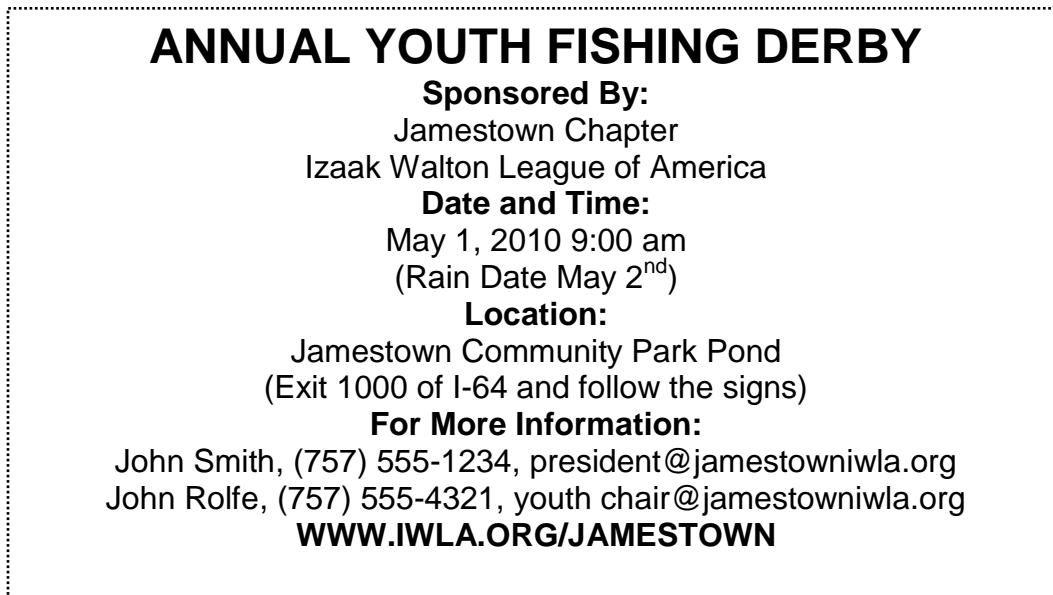 ANNUAL YOUTH FISHING DERBY
Sponsored By:
Jamestown Chapter
Izaak Walton League of America
Date and Time:
May 1, 2010 9:00 am
(Rain Date May 2nd)
Location:
Jamestown Community Park Pond
(Exit 1000 of I-64 and follow the signs)
For More Information:
John Smith, (757) 555-1234, president@jamestowniwla.org
John Rolfe, (757) 555-4321, youth chair@jamestowniwla.org
WWW.IWLA.ORG/JAMESTOWN